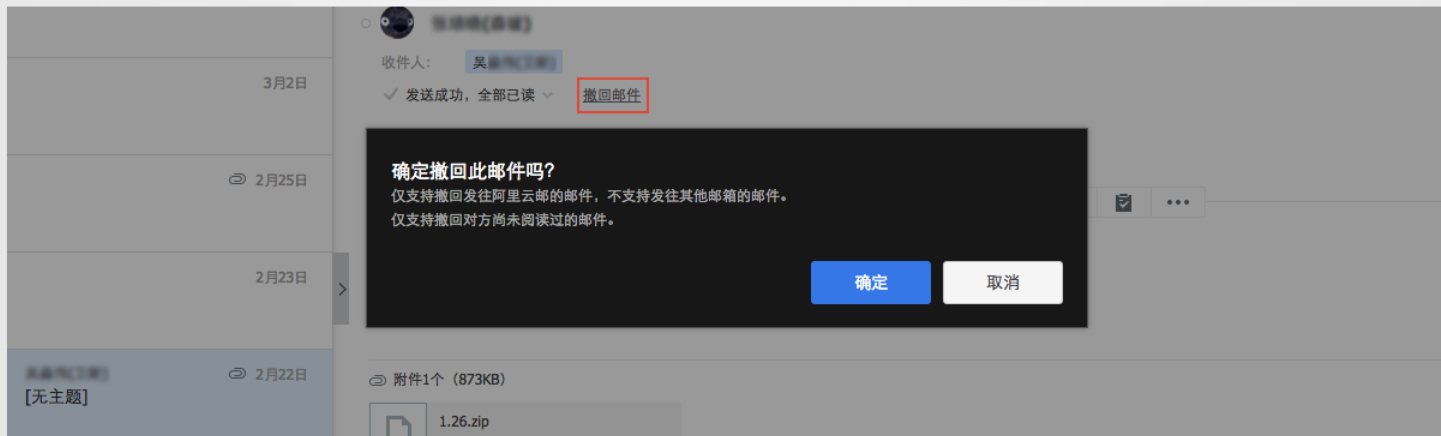 3月2日
2月25日
2月23日
2月22日
[无主题]
收件人：
吴
发送成功，全部已读
撤回邮件
确定撤回此邮件吗?
仅支持撤回发往阿里云邮的邮件，不支持发往其他邮箱的邮件。
仅支持撤回对方尚未阅读过的邮件。
确定
取消
附件1个（873KB）
1.26.zip